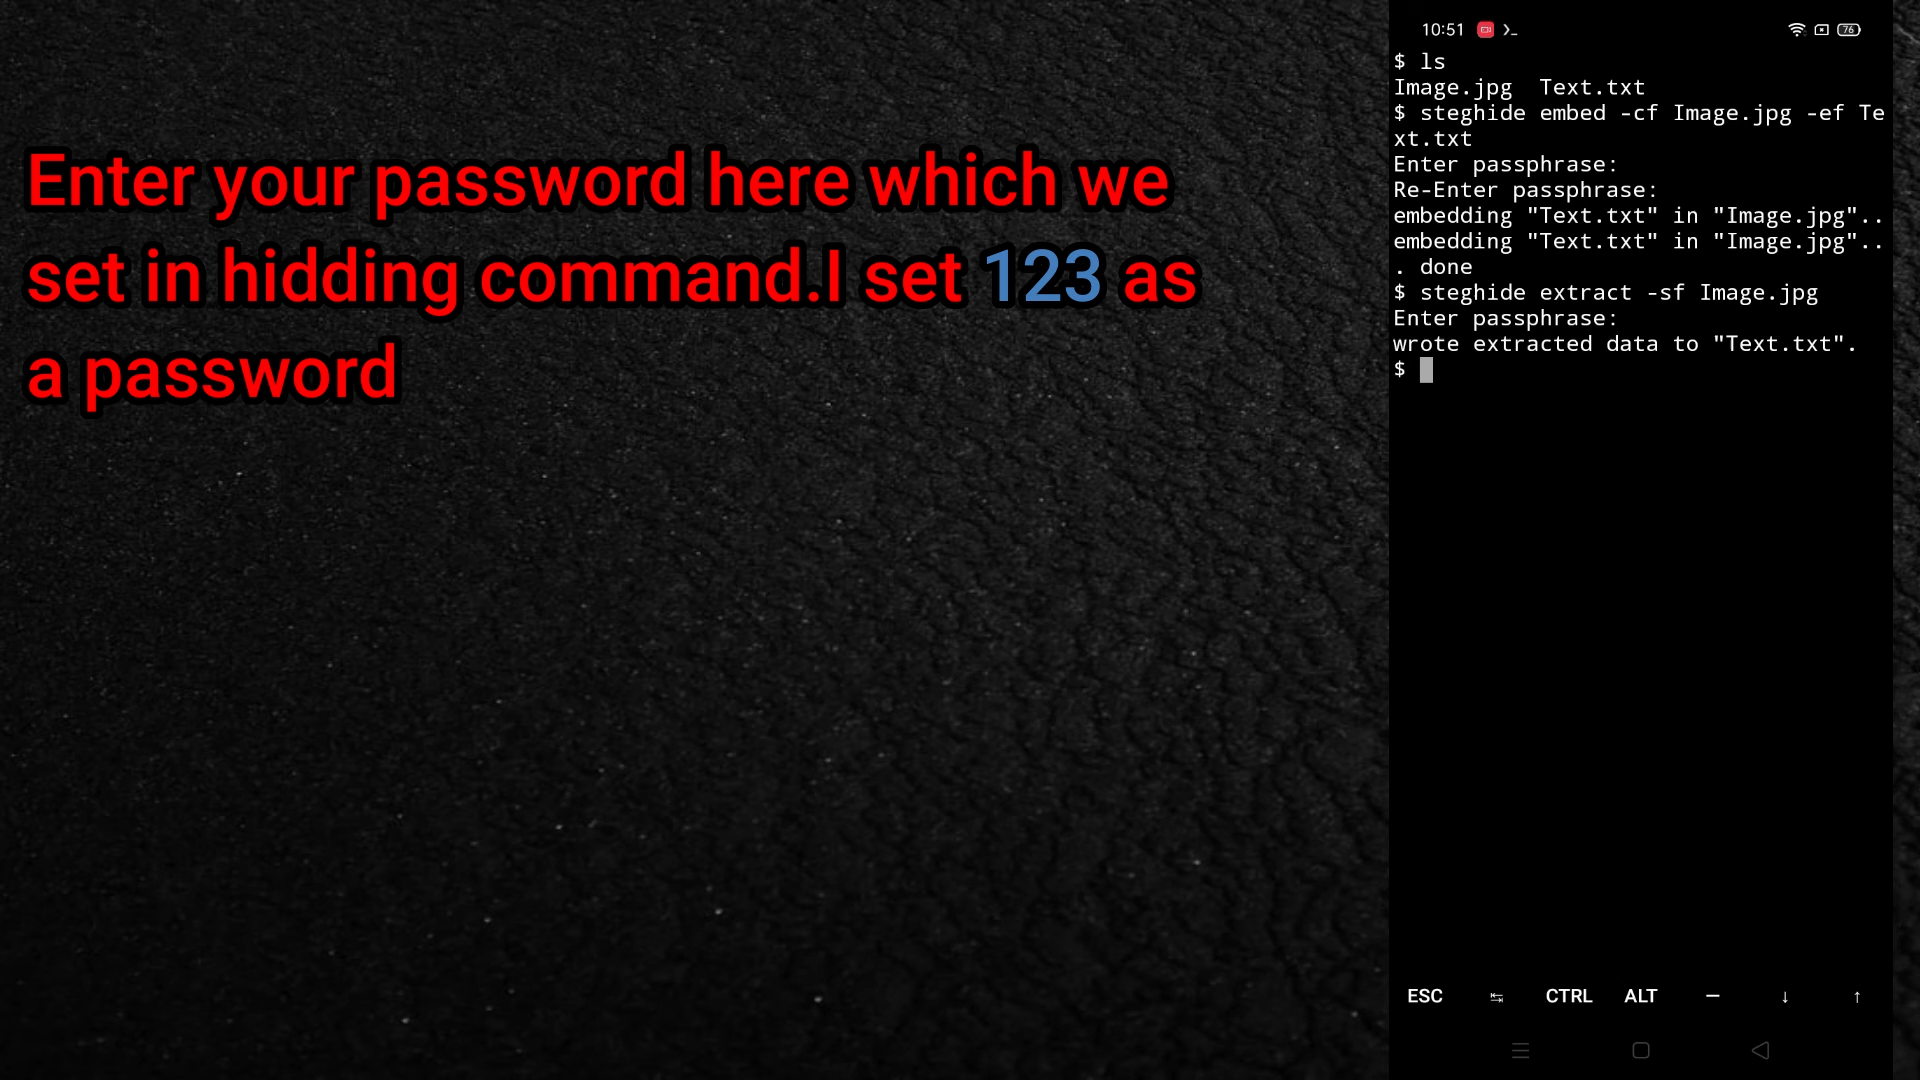 Enter your password here which we
set in hidding command.I set 123 as
a password
10:51 76
$ ls
Image.jpg  Text.txt
$ steghide embed -cf Image.jpg -ef Te
xt.txt
Enter passphrase:
Re-Enter passphrase:
embedding "Text.txt" in "Image.jpg"..
embedding "Text.txt" in "Image.jpg"..
. done
$ steghide extract -sf Image.jpg
Enter passphrase:
wrote extracted data to "Text.txt".
$
ESC ↹ CTRL ALT — ↓ ↑